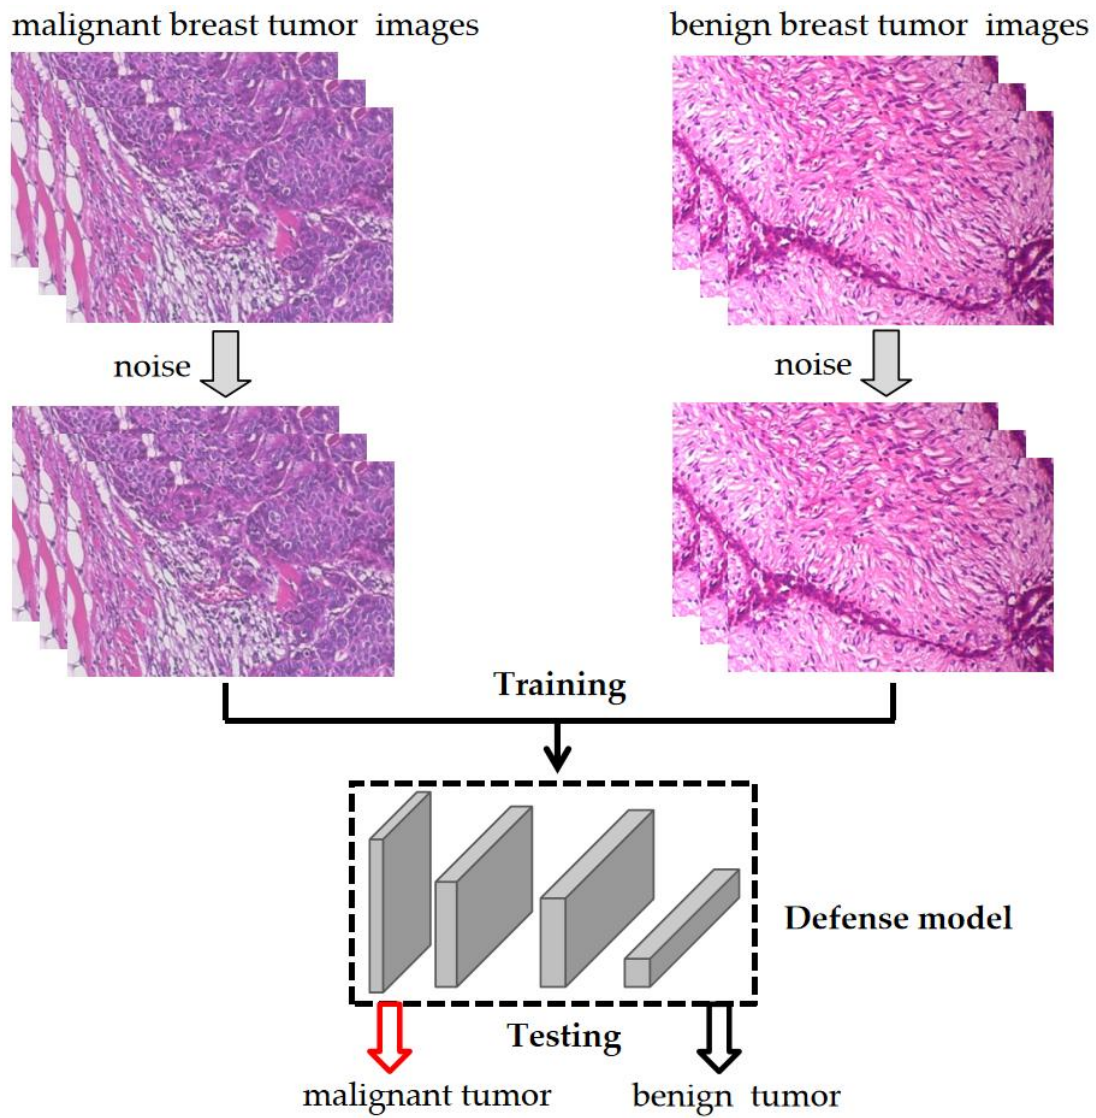 malignant breast tumor images
benign breast tumor images
noise
noise
Training
Defense model
Testing
malignant tumor
benign tumor